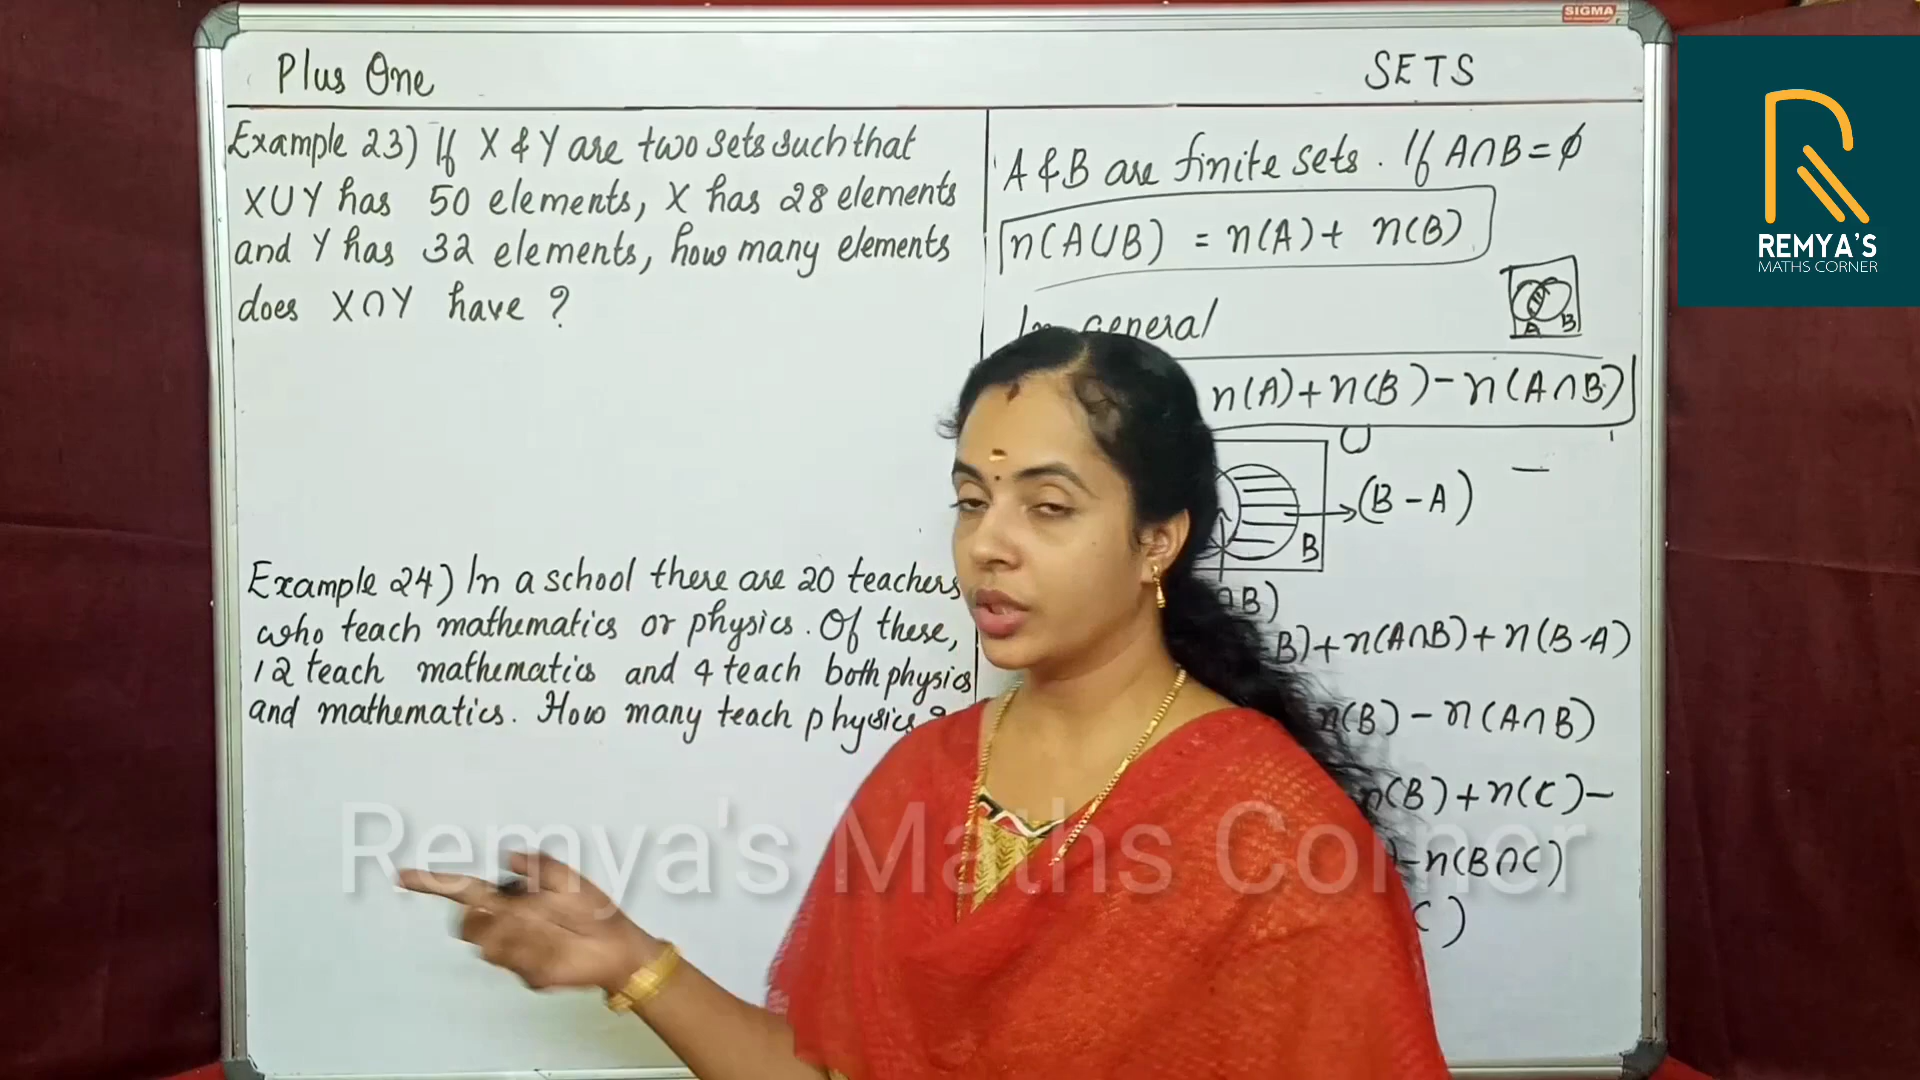 SIGMA
Plus One
SETS
Example 23) If X & Y are two sets such that
X∪Y has 50 elements, X has 28 elements
and Y has 32 elements, how many elements
does X∩Y have ?
Example 24) In a school there are 20 teachers
who teach mathematics or physics. Of these,
12 teach mathematics and 4 teach both physics
and mathematics. How many teach physics ?
A & B are finite sets. If A∩B = ϕ
n(A∪B) = n(A) + n(B)
In general
A B
n(A)+n(B)-n(A∩B)
U
(B-A)
B
∩B)
B)+n(A∩B)+n(B-A)
n(B)-n(A∩B)
n(B)+n(C)-
-n(B∩C)
C)
REMYA'S
MATHS CORNER
Remya's Maths Corner